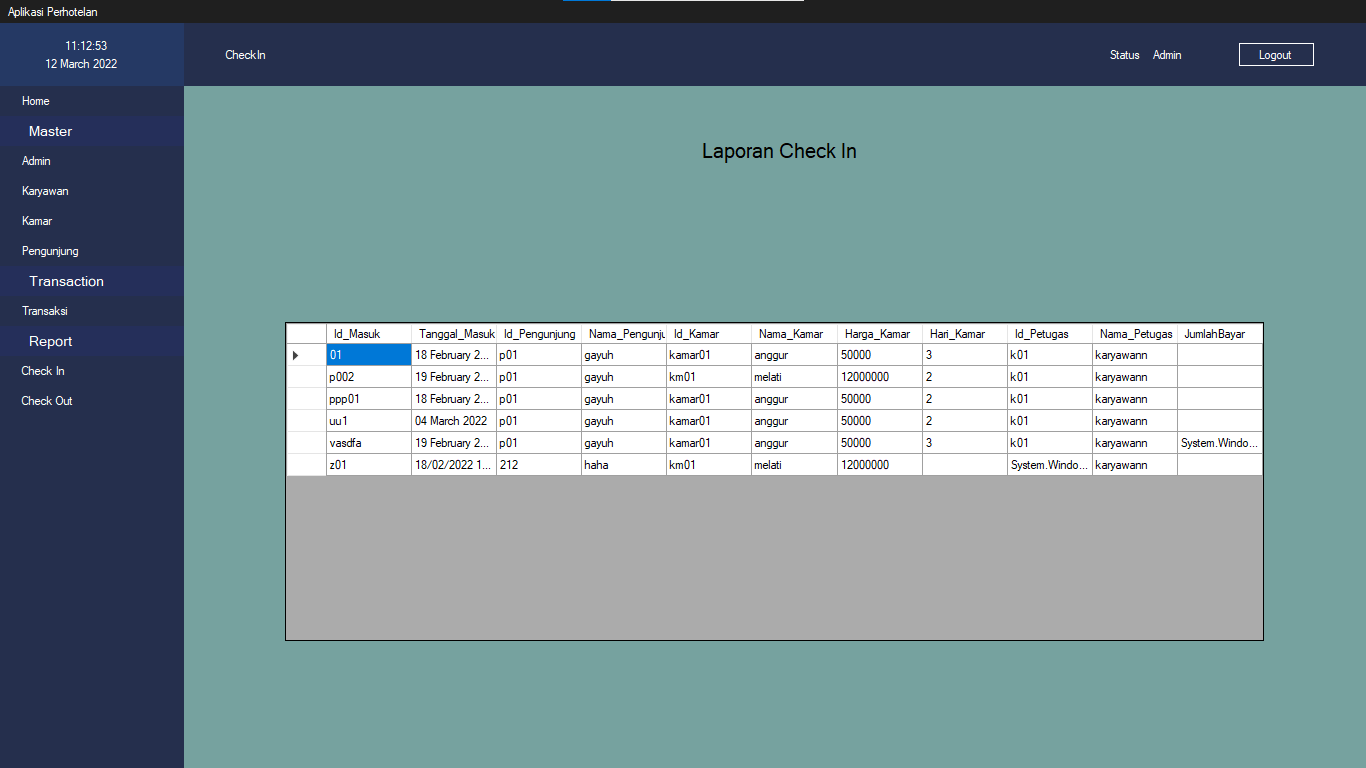 Aplikasi Perhotelan
11:12:53
12 March 2022
CheckIn
Status Admin
Logout
Home
Master
Admin
Karyawan
Kamar
Pengunjung
Transaction
Transaksi
Report
Check In
Check Out
Laporan Check In
Id_Masuk Tanggal_Masuk Id_Pengunjung Nama_Pengunju Id_Kamar Nama_Kamar Harga_Kamar Hari_Kamar Id_Petugas Nama_Petugas JumlahBayar
01 18 February 2... p01 gayuh kamar01 anggur 50000 3 k01 karyawann
p002 19 February 2... p01 gayuh km01 melati 12000000 2 k01 karyawann
ppp01 18 February 2... p01 gayuh kamar01 anggur 50000 2 k01 karyawann
uu1 04 March 2022 p01 gayuh kamar01 anggur 50000 2 k01 karyawann
vasdfa 19 February 2... p01 gayuh kamar01 anggur 50000 3 k01 karyawann System.Windo...
z01 18/02/2022 1... 212 haha km01 melati 12000000 System.Windo... karyawann